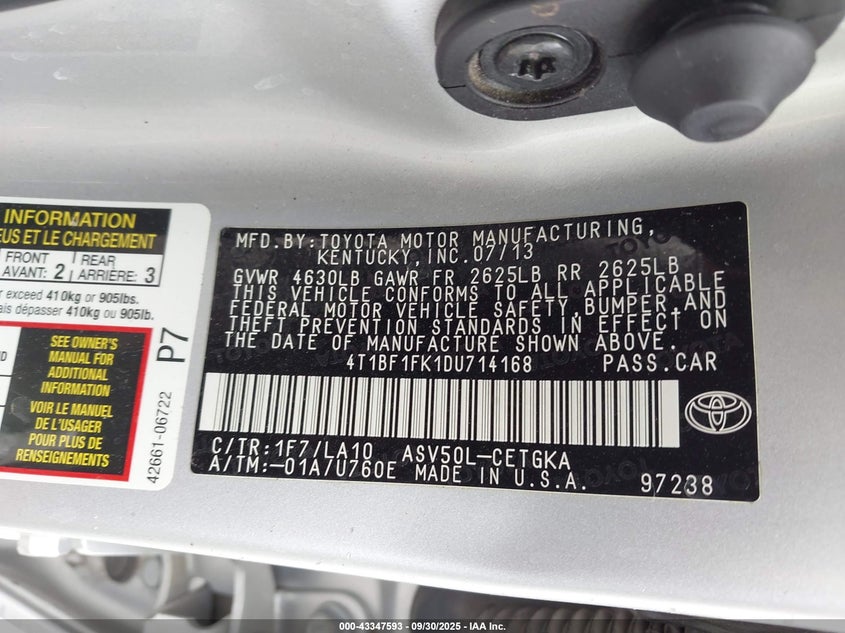 INFORMATION
EUS ET LE CHARGEMENT
FRONT
AVANT: 2
REAR
ARRIÈRE: 3
exceed 410kg or 905lbs.
ais dépasser 410kg ou 905lb.
SEE OWNER'S
MANUAL FOR
ADDITIONAL
INFORMATION
VOIR LE MANUEL
DE L'USAGER
POUR PLUS DE
RENSEIGNEMENTS
P7
42661-06722
MFD.BY:TOYOTA MOTOR MANUFACTURING,
KENTUCKY,INC.07/13
GVWR 4630LB GAWR FR 2625LB RR 2625LB
THIS VEHICLE CONFORMS TO ALL APPLICABLE
FEDERAL MOTOR VEHICLE SAFETY,BUMPER,AND
THEFT PREVENTION STANDARDS IN EFFECT ON
THE DATE OF MANUFACTURE SHOWN ABOVE.
4T1BF1FK1DU714168 PASS.CAR
C/TR:1F7/LA10 ASV50L-CETGKA
A/TM:-01A/U760E MADE IN U.S.A.
97238
000-43347593 - 09/30/2025 - IAA Inc.